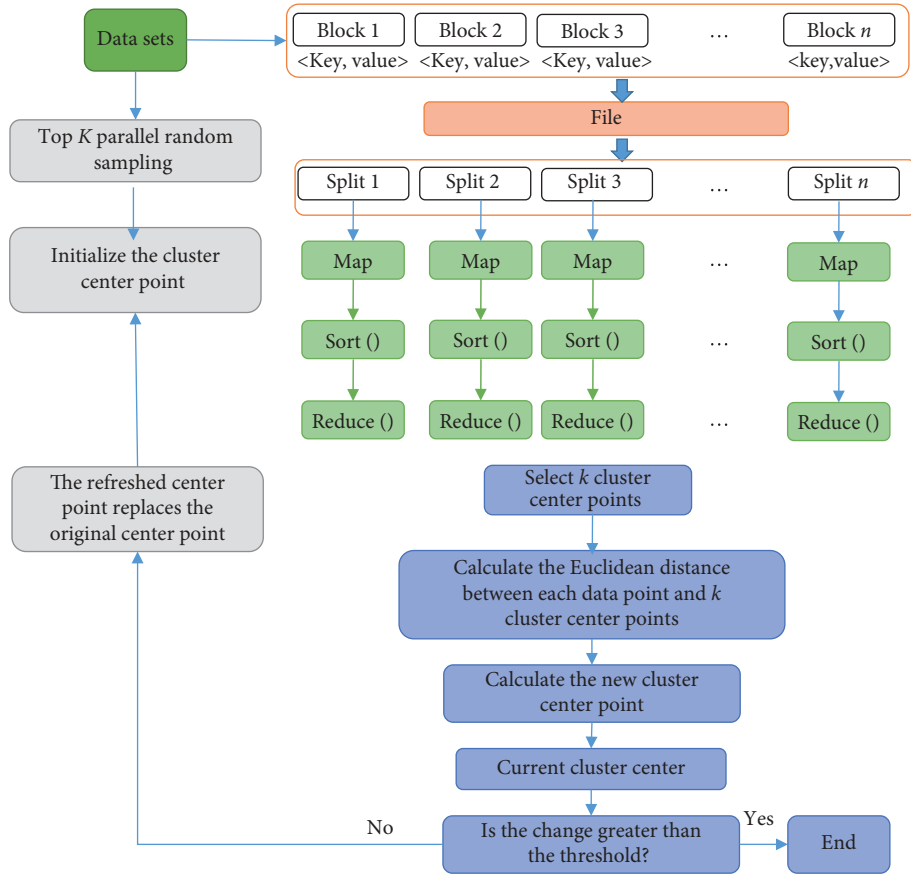 Data sets
Block 1 Block 2 Block 3 ... Block n
<Key, value> <Key, value> <Key, value> <key,value>
File
Top K parallel random
sampling
Split 1 Split 2 Split 3 ... Split n
Initialize the cluster
center point
Map Map Map ... Map
Sort () Sort () Sort () ... Sort ()
Reduce () Reduce () Reduce () ... Reduce ()
The refreshed center
point replaces the
original center point
Select k cluster
center points
Calculate the Euclidean distance
between each data point and k
cluster center points
Calculate the new cluster
center point
Current cluster center
No
Is the change greater than
the threshold?
Yes
End